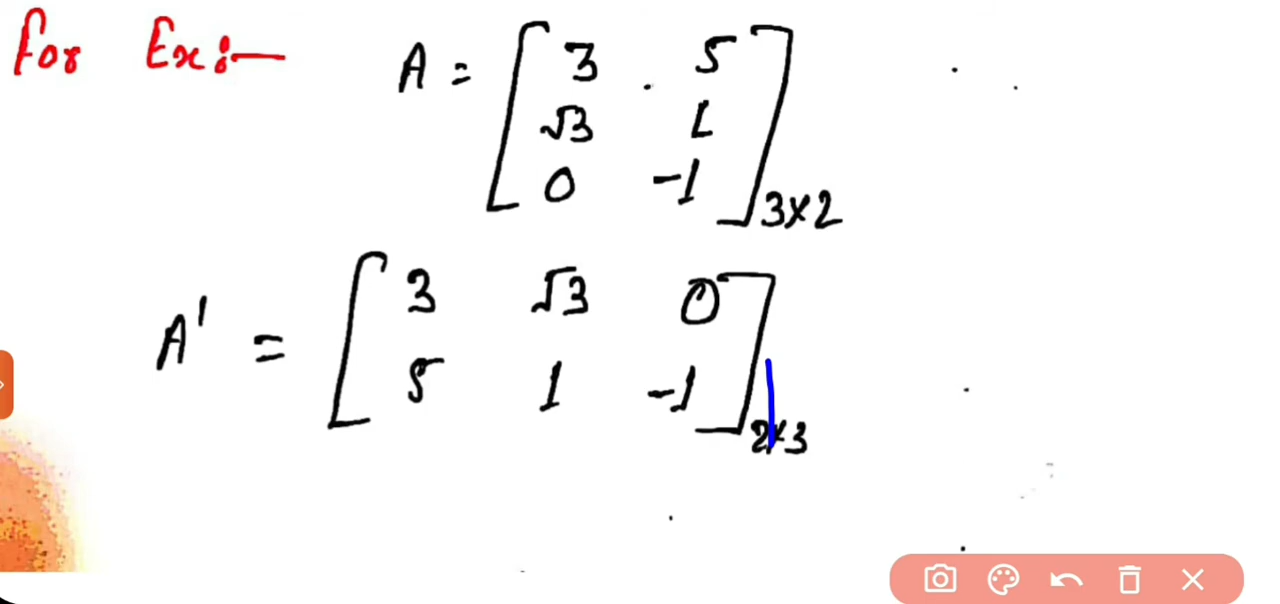 For Ex:-
A = [ 3 5
√3 1
0 -1 ] 3×2
A' = [ 3 √3 0
5 1 -1 ] 2×3